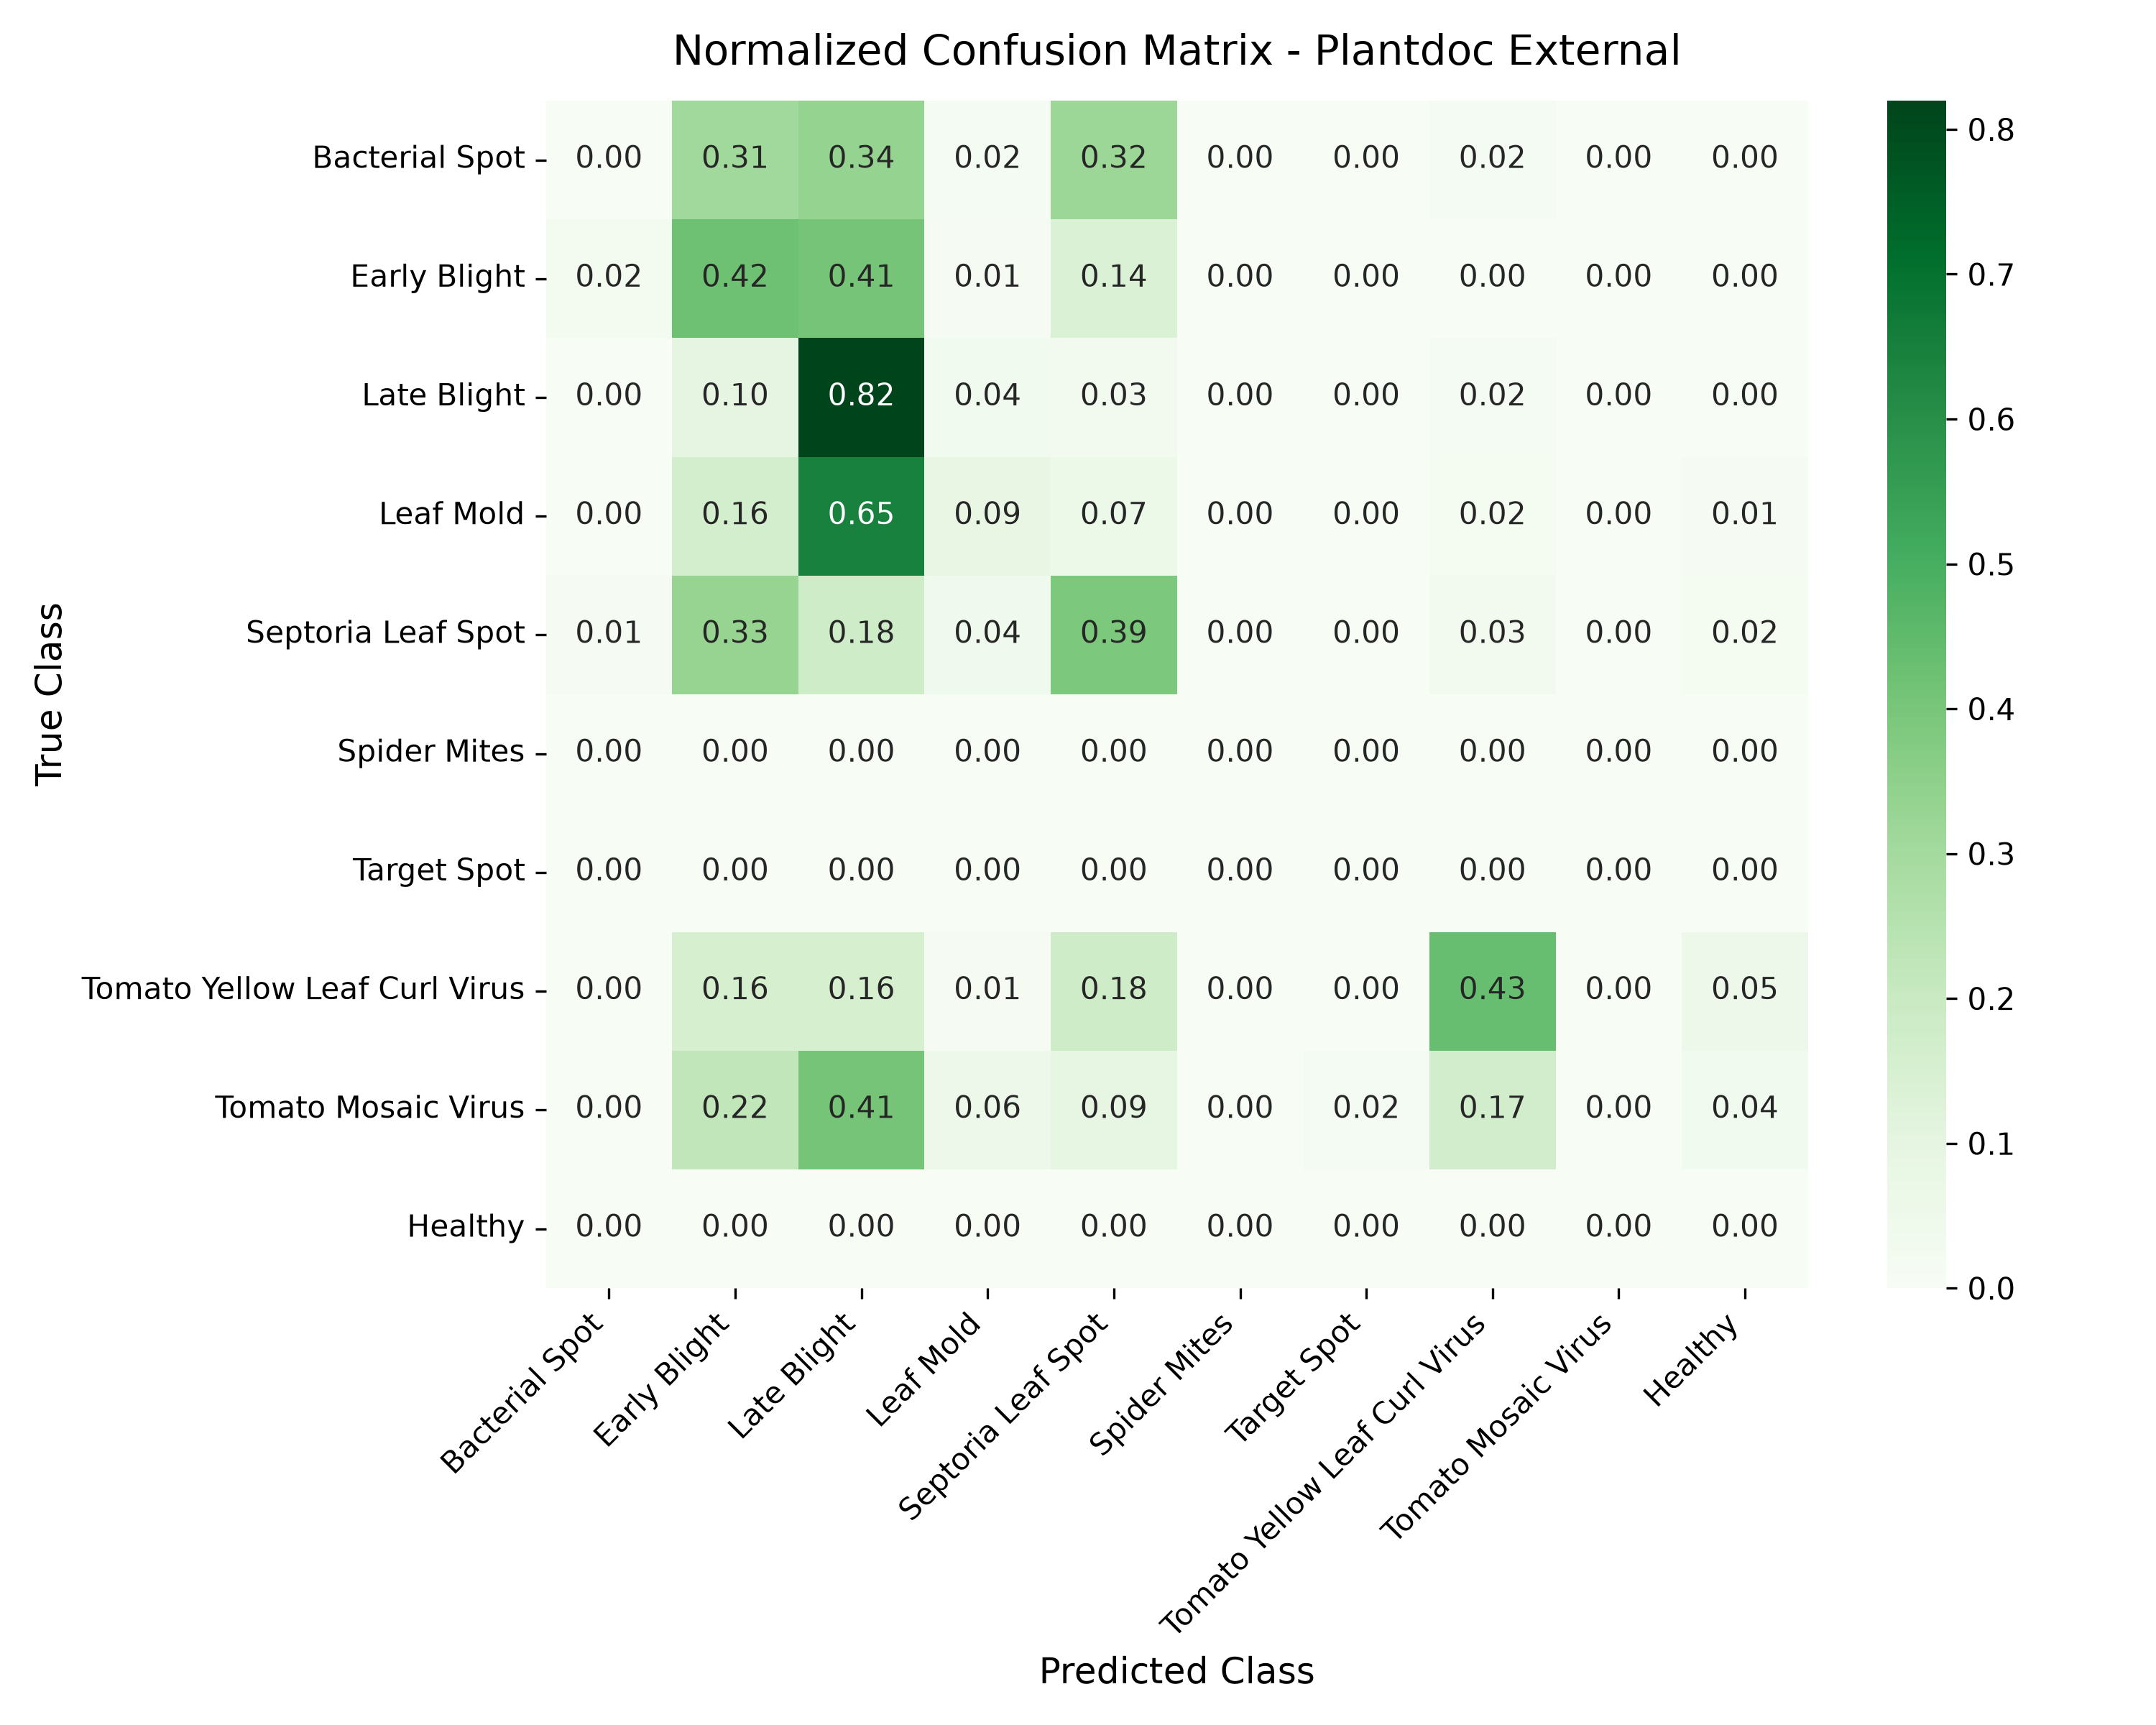 Normalized Confusion Matrix - Plantdoc External
True Class
Bacterial Spot 0.00 0.31 0.34 0.02 0.32 0.00 0.00 0.02 0.00 0.00
Early Blight 0.02 0.42 0.41 0.01 0.14 0.00 0.00 0.00 0.00 0.00
Late Blight 0.00 0.10 0.82 0.04 0.03 0.00 0.00 0.02 0.00 0.00
Leaf Mold 0.00 0.16 0.65 0.09 0.07 0.00 0.00 0.02 0.00 0.01
Septoria Leaf Spot 0.01 0.33 0.18 0.04 0.39 0.00 0.00 0.03 0.00 0.02
Spider Mites 0.00 0.00 0.00 0.00 0.00 0.00 0.00 0.00 0.00 0.00
Target Spot 0.00 0.00 0.00 0.00 0.00 0.00 0.00 0.00 0.00 0.00
Tomato Yellow Leaf Curl Virus 0.00 0.16 0.16 0.01 0.18 0.00 0.00 0.43 0.00 0.05
Tomato Mosaic Virus 0.00 0.22 0.41 0.06 0.09 0.00 0.02 0.17 0.00 0.04
Healthy 0.00 0.00 0.00 0.00 0.00 0.00 0.00 0.00 0.00 0.00
Bacterial Spot
Early Blight
Late Blight
Leaf Mold
Septoria Leaf Spot
Spider Mites
Target Spot
Tomato Yellow Leaf Curl Virus
Tomato Mosaic Virus
Healthy
Predicted Class
0.8
0.7
0.6
0.5
0.4
0.3
0.2
0.1
0.0